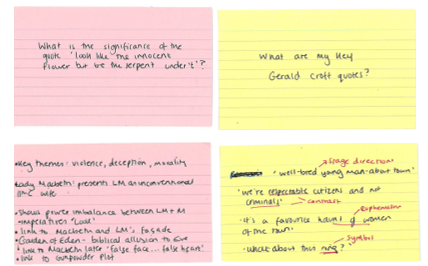 What is the significance of the
quote 'look like the innocent
flower but be the serpent under't'?
What are my key
Gerald Croft quotes?
• Key themes: violence, deception, morality
• Lady Macbeth: presents LM as unconventional
wife
• Shows power imbalance between LM + M
imperative 'Look'
• link to Macbeth and LM's façade
• Garden of Eden - biblical allusion to Eve
• link to Macbeth later 'false face... false heart'
• link to Gunpowder Plot
stage direction
'well-bred young man-about-town'
'we're respectable citizens and not
criminals' contrast
euphemism
'It's a favourite haunt of women
of the town.
symbol
'What about this ring?'